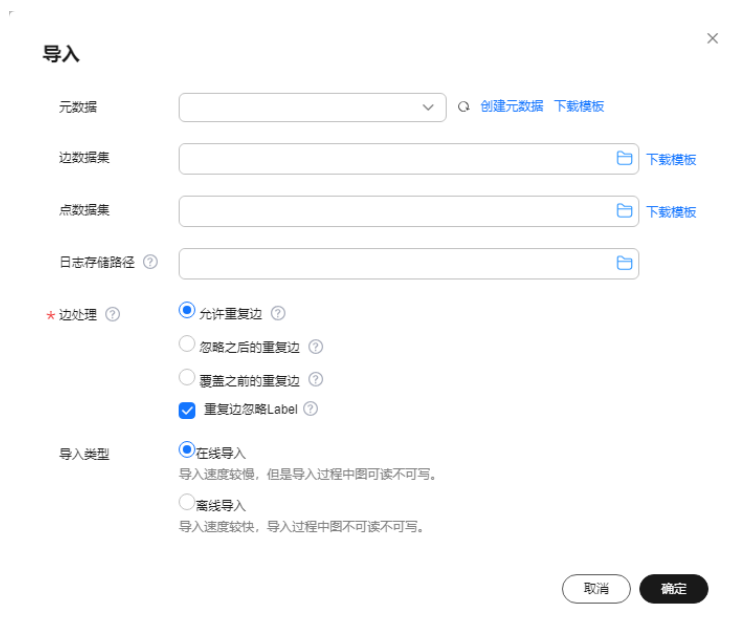 导入
元数据 创建元数据 下载模板
边数据集 下载模板
点数据集 下载模板
日志存储路径
* 边处理 允许重复边
忽略之后的重复边
覆盖之前的重复边
重复边忽略Label
导入类型 在线导入
导入速度较慢，但是导入过程中图可读不可写。
离线导入
导入速度较快，导入过程中图不可读不可写。
取消 确定